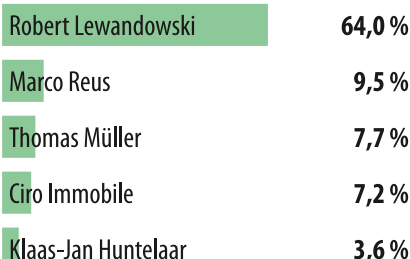 Robert Lewandowski 64,0 %
Marco Reus 9,5 %
Thomas Müller 7,7 %
Ciro Immobile 7,2 %
Klaas-Jan Huntelaar 3,6 %